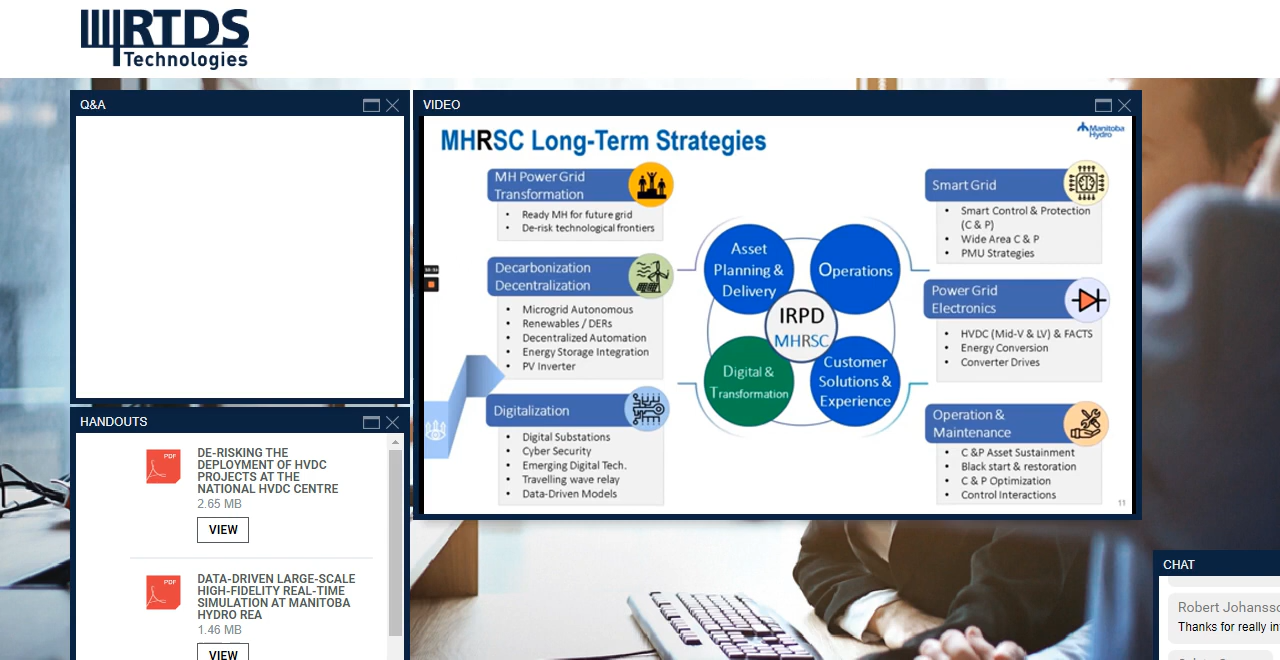 RTDS
Technologies
Q&A
VIDEO
MHRSC Long-Term Strategies
Manitoba
Hydro
MH Power Grid
Transformation
• Ready MH for future grid
• De-risk technological frontiers
Decarbonization
Decentralization
• Microgrid Autonomous
• Renewables / DERs
• Decentralized Automation
• Energy Storage Integration
• PV Inverter
Digitalization
• Digital Substations
• Cyber Security
• Emerging Digital Tech.
• Travelling wave relay
• Data-Driven Models
Asset
Planning &
Delivery
Operations
IRPD
MHRSC
Digital &
Transformation
Customer
Solutions &
Experience
Smart Grid
• Smart Control & Protection
(C & P)
• Wide Area C & P
• PMU Strategies
Power Grid
Electronics
• HVDC (Mid-V & LV) & FACTS
• Energy Conversion
• Converter Drives
Operation &
Maintenance
• C &P Asset Sustainment
• Black start & restoration
• C & P Optimization
• Control Interactions
11
HANDOUTS
PDF
DE-RISKING THE
DEPLOYMENT OF HVDC
PROJECTS AT THE
NATIONAL HVDC CENTRE
2.65 MB
VIEW
PDF
DATA-DRIVEN LARGE-SCALE
HIGH-FIDELITY REAL-TIME
SIMULATION AT MANITOBA
HYDRO REA
1.46 MB
VIEW
CHAT
Robert Johansso
Thanks for really in